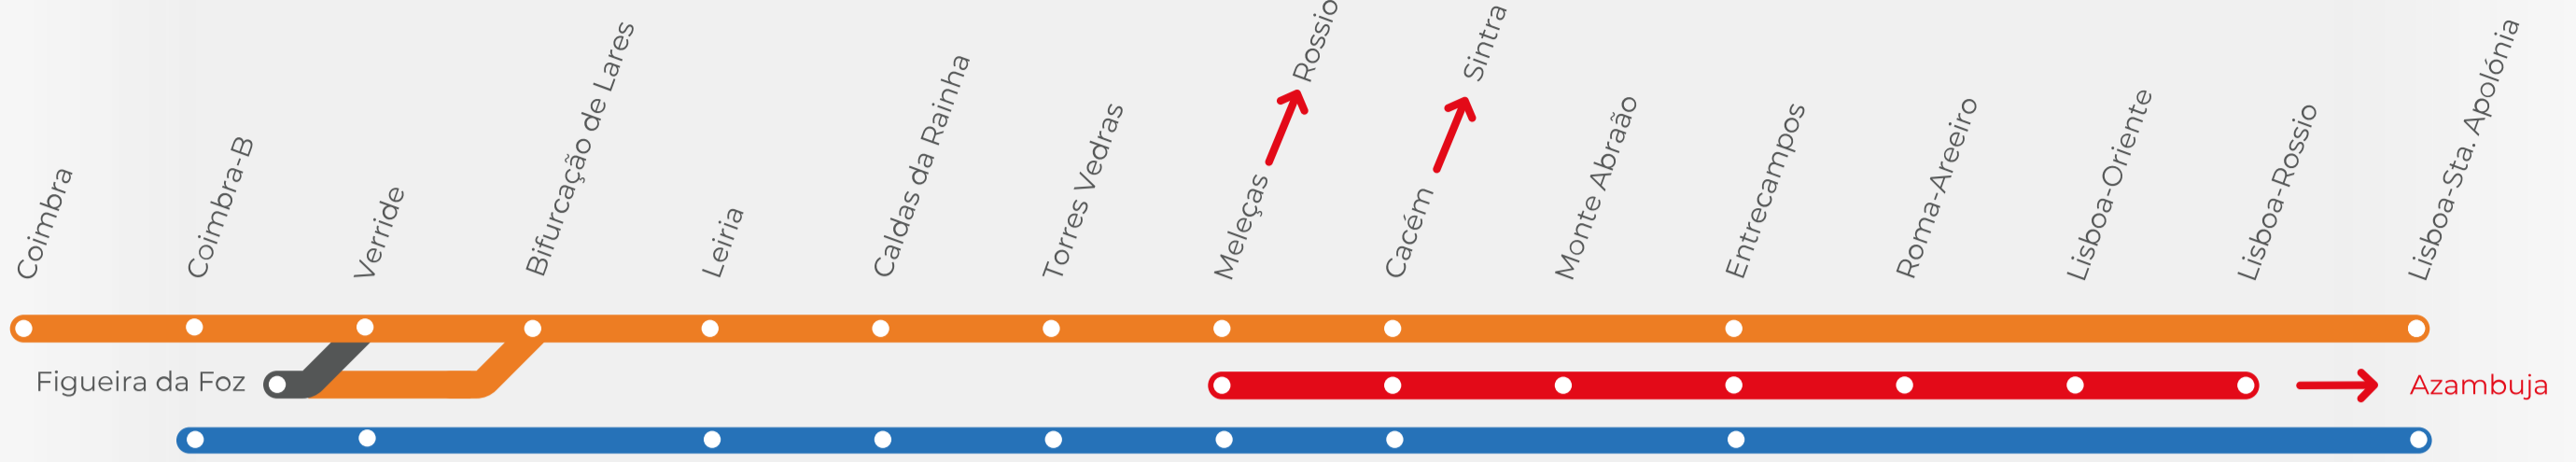 Coimbra
Coimbra-B
Verride
Bifurcação de Lares
Leiria
Caldas da Rainha
Torres Vedras
Meleças
Rossio
Cacém
Sintra
Monte Abraão
Entrecampos
Roma-Areeiro
Lisboa-Oriente
Lisboa-Rossio
Lisboa-Sta. Apolónia
Figueira da Foz
Azambuja